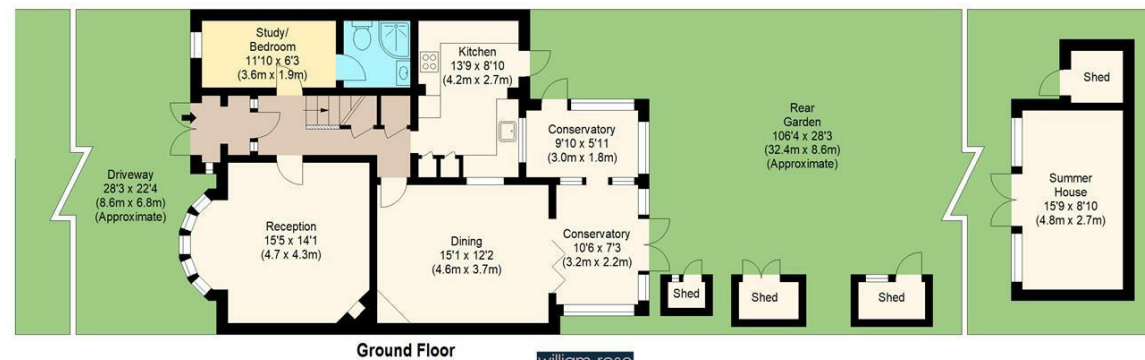 Study/
Bedroom
11'10 x 6'3
(3.6m x 1.9m)
Kitchen
13'9 x 8'10
(4.2m x 2.7m)
Shed
Conservatory
9'10 x 5'11
(3.0m x 1.8m)
Rear
Garden
106'4 x 28'3
(32.4m x 8.6m)
(Approximate)
Driveway
28'3 x 22'4
(8.6m x 6.8m)
(Approximate)
Summer
House
15'9 x 8'10
(4.8m x 2.7m)
Reception
15'5 x 14'1
(4.7 x 4.3m)
Dining
15'1 x 12'2
(4.6m x 3.7m)
Conservatory
10'6 x 7'3
(3.2m x 2.2m)
Shed
Shed
Shed
Ground Floor
william rose